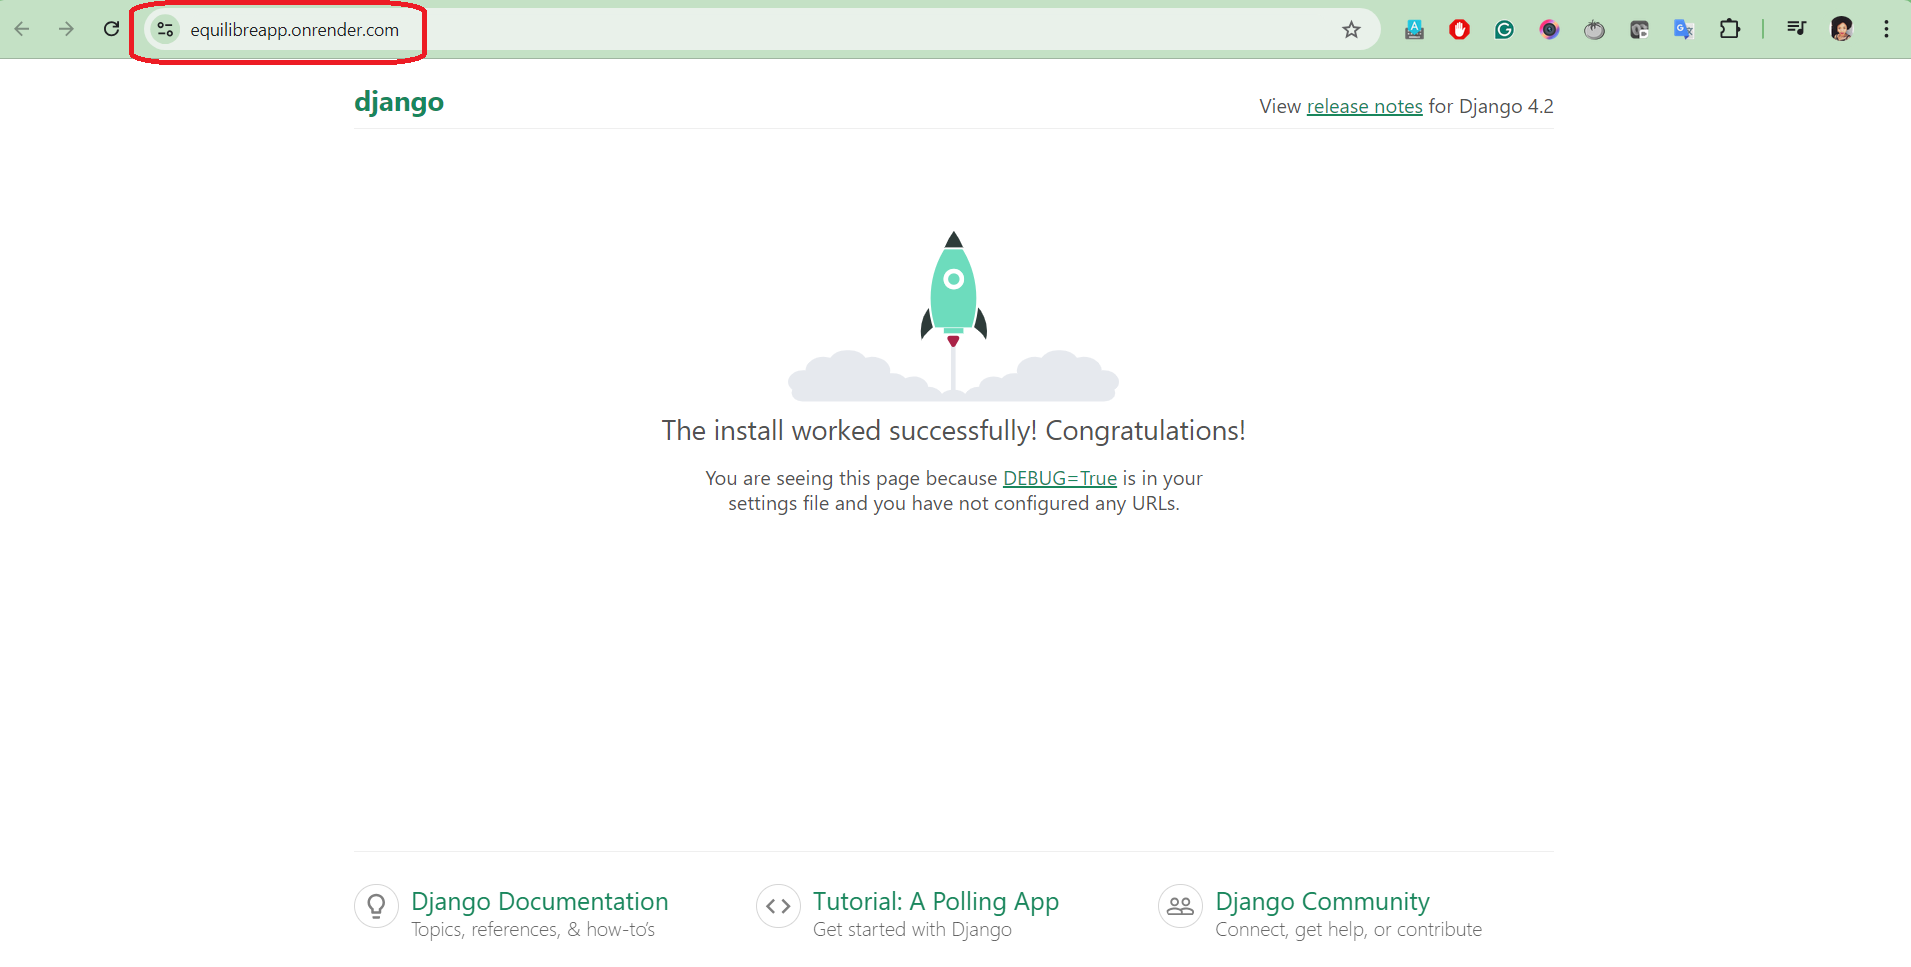 equilibreapp.onrender.com
django
View release notes for Django 4.2
The install worked successfully! Congratulations!
You are seeing this page because DEBUG=True is in your
settings file and you have not configured any URLs.
Django Documentation
Topics, references, & how-to's
Tutorial: A Polling App
Get started with Django
Django Community
Connect, get help, or contribute